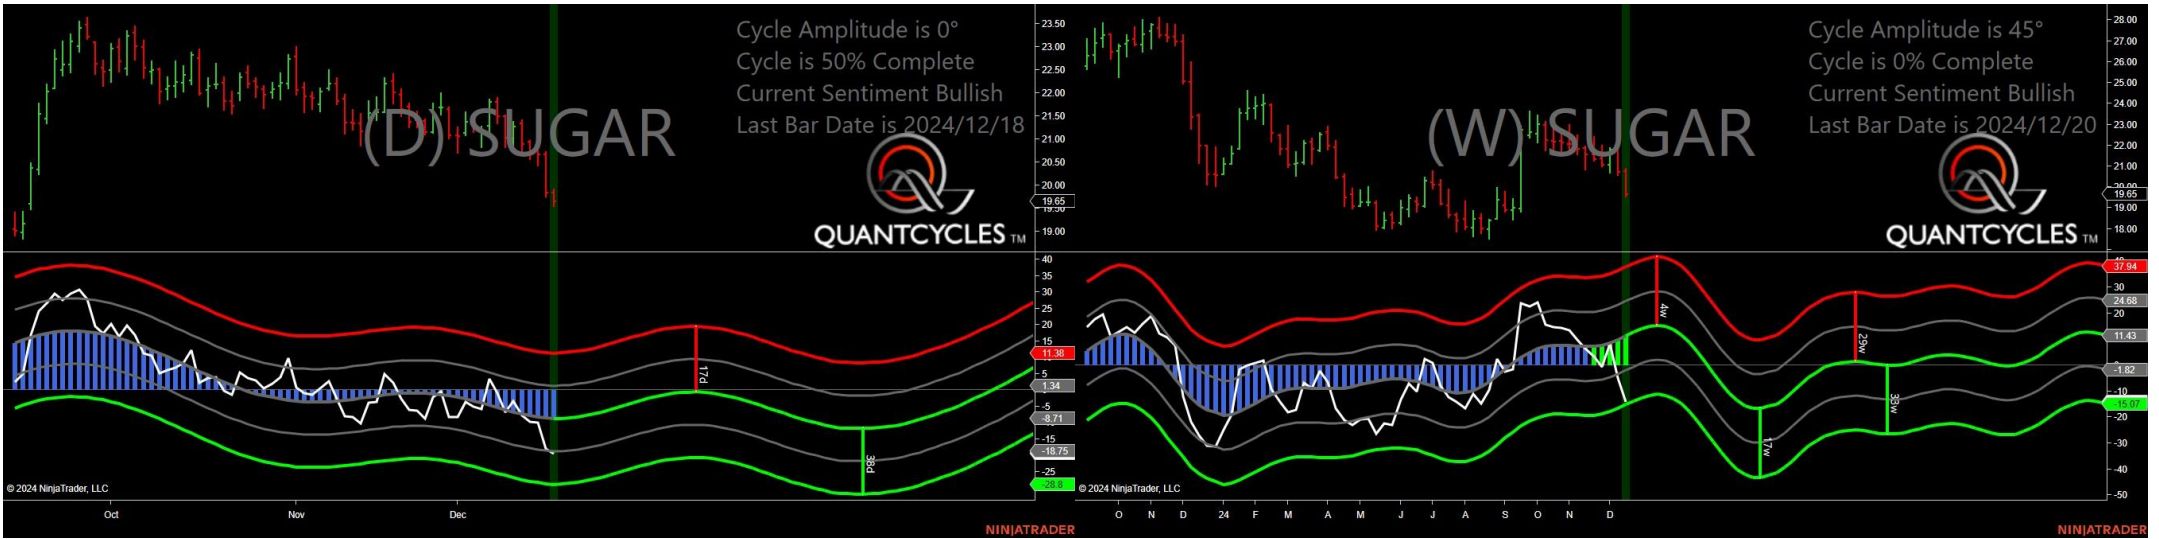 Cycle Amplitude is 0°
Cycle is 50% Complete
Current Sentiment Bullish
Last Bar Date is 2024/12/18
(D) SUGAR
QUANTCYCLES TM
23.50
23.00
22.50
22.00
21.50
21.00
20.50
20.00
19.65
19.50
19.00
40
35
30
25
20
15
11.38
5
1.34
-5
-8.71
-15
-18.75
-25
-28.8
17d
38d
© 2024 NinjaTrader, LLC
Oct Nov Dec
NINJATRADER
Cycle Amplitude is 45°
Cycle is 0% Complete
Current Sentiment Bullish
Last Bar Date is 2024/12/20
(W) SUGAR
QUANTCYCLES TM
28.00
27.00
26.00
25.00
24.00
23.00
22.00
21.00
20.00
19.65
19.00
18.00
37.94
30
24.68
20
11.43
-1.82
-10
-15.07
-20
-30
-40
-50
4w
17w
29w
33w
© 2024 NinjaTrader, LLC
O N D 24 F M A M J J A S O N D
NINJATRADER